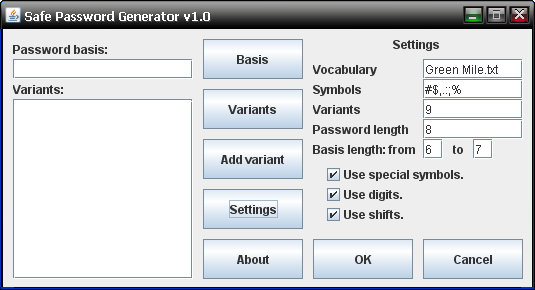 Safe Password Generator v1.0
Password basis:
Variants:
Basis
Variants
Add variant
Settings
About
Settings
Vocabulary Green Mile.txt
Symbols #$,.:;%
Variants 9
Password length 8
Basis length: from 6 to 7
Use special symbols.
Use digits.
Use shifts.
OK
Cancel